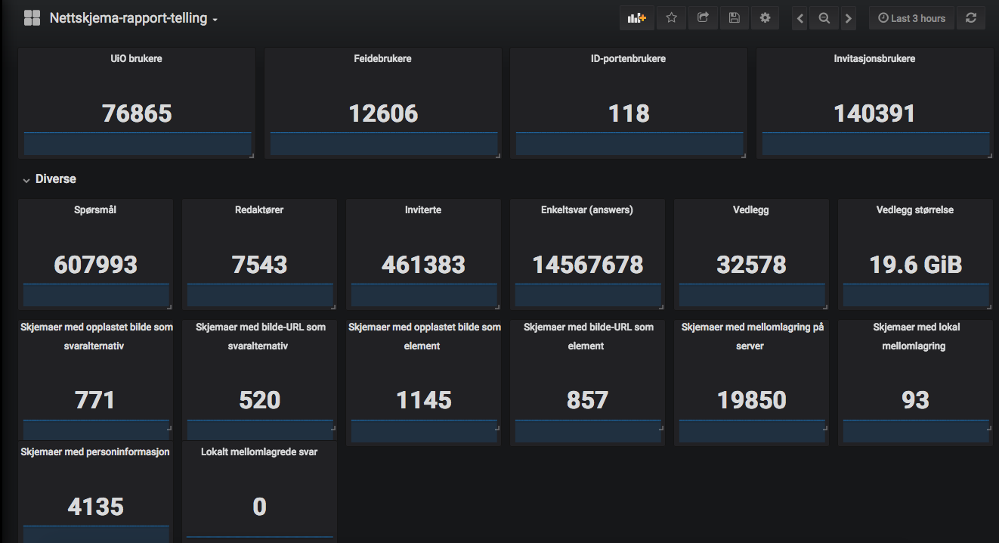 Nettskjema-rapport-telling
Last 3 hours
UiO brukere
76865
Feidebrukere
12606
ID-portenbrukere
118
Invitasjonsbrukere
140391
Diverse
Spørsmål
607993
Redaktører
7543
Inviterte
461383
Enkeltsvar (answers)
14567678
Vedlegg
32578
Vedlegg størrelse
19.6 GiB
Skjemaer med opplastet bilde som
svaralternativ
771
Skjemaer med bilde-URL som
svaralternativ
520
Skjemaer med opplastet bilde som
element
1145
Skjemaer med bilde-URL som
element
857
Skjemaer med mellomlagring på
server
19850
Skjemaer med lokal
mellomlagring
93
Skjemaer med personinformasjon
4135
Lokalt mellomlagrede svar
0